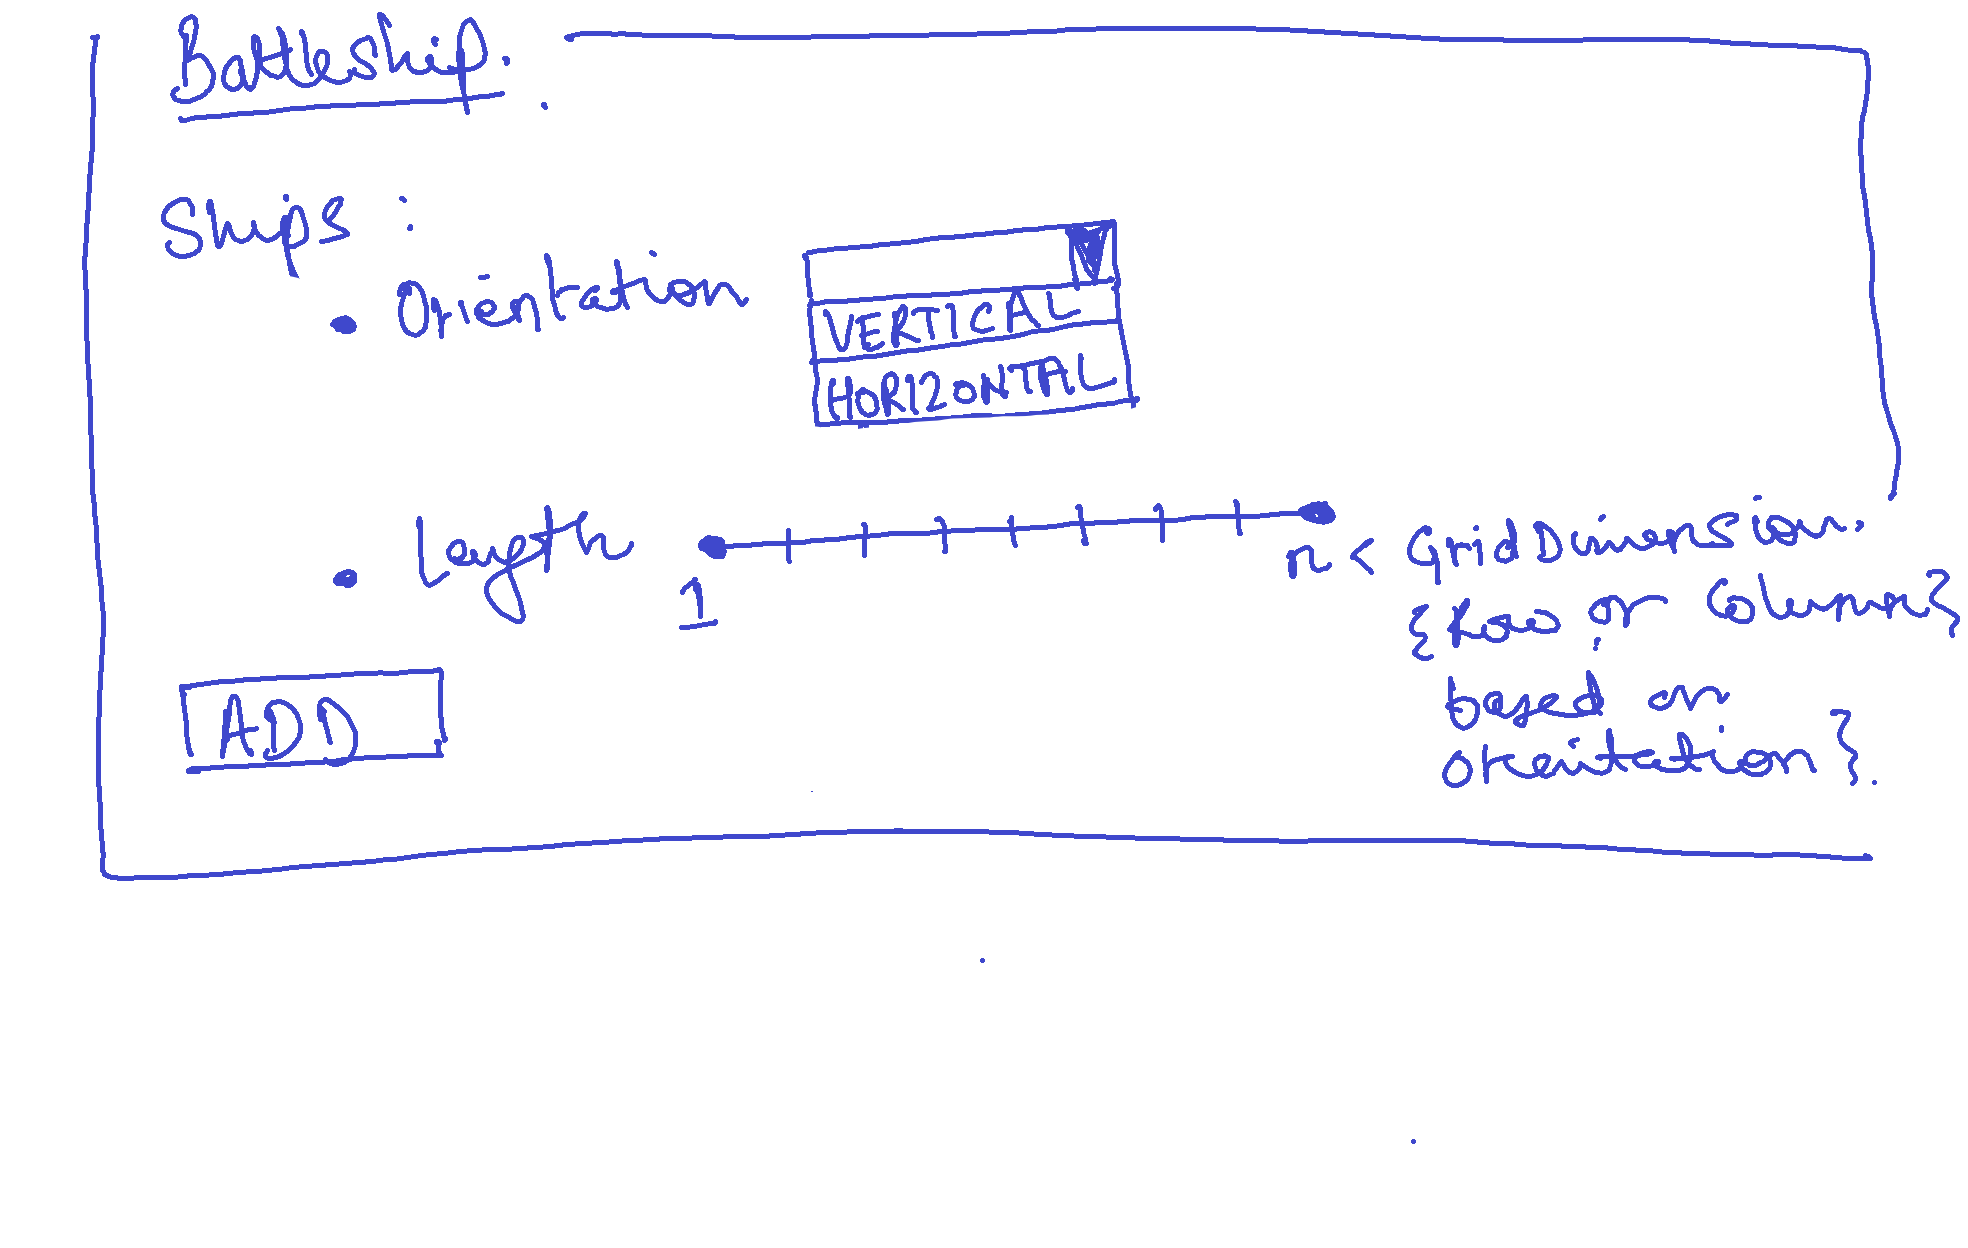 Battleship.
Ships :
• Orientation
VERTICAL
HORIZONTAL
• Length
1
n < GridDimension.
{Row or Column}
based on
orientation}.
ADD